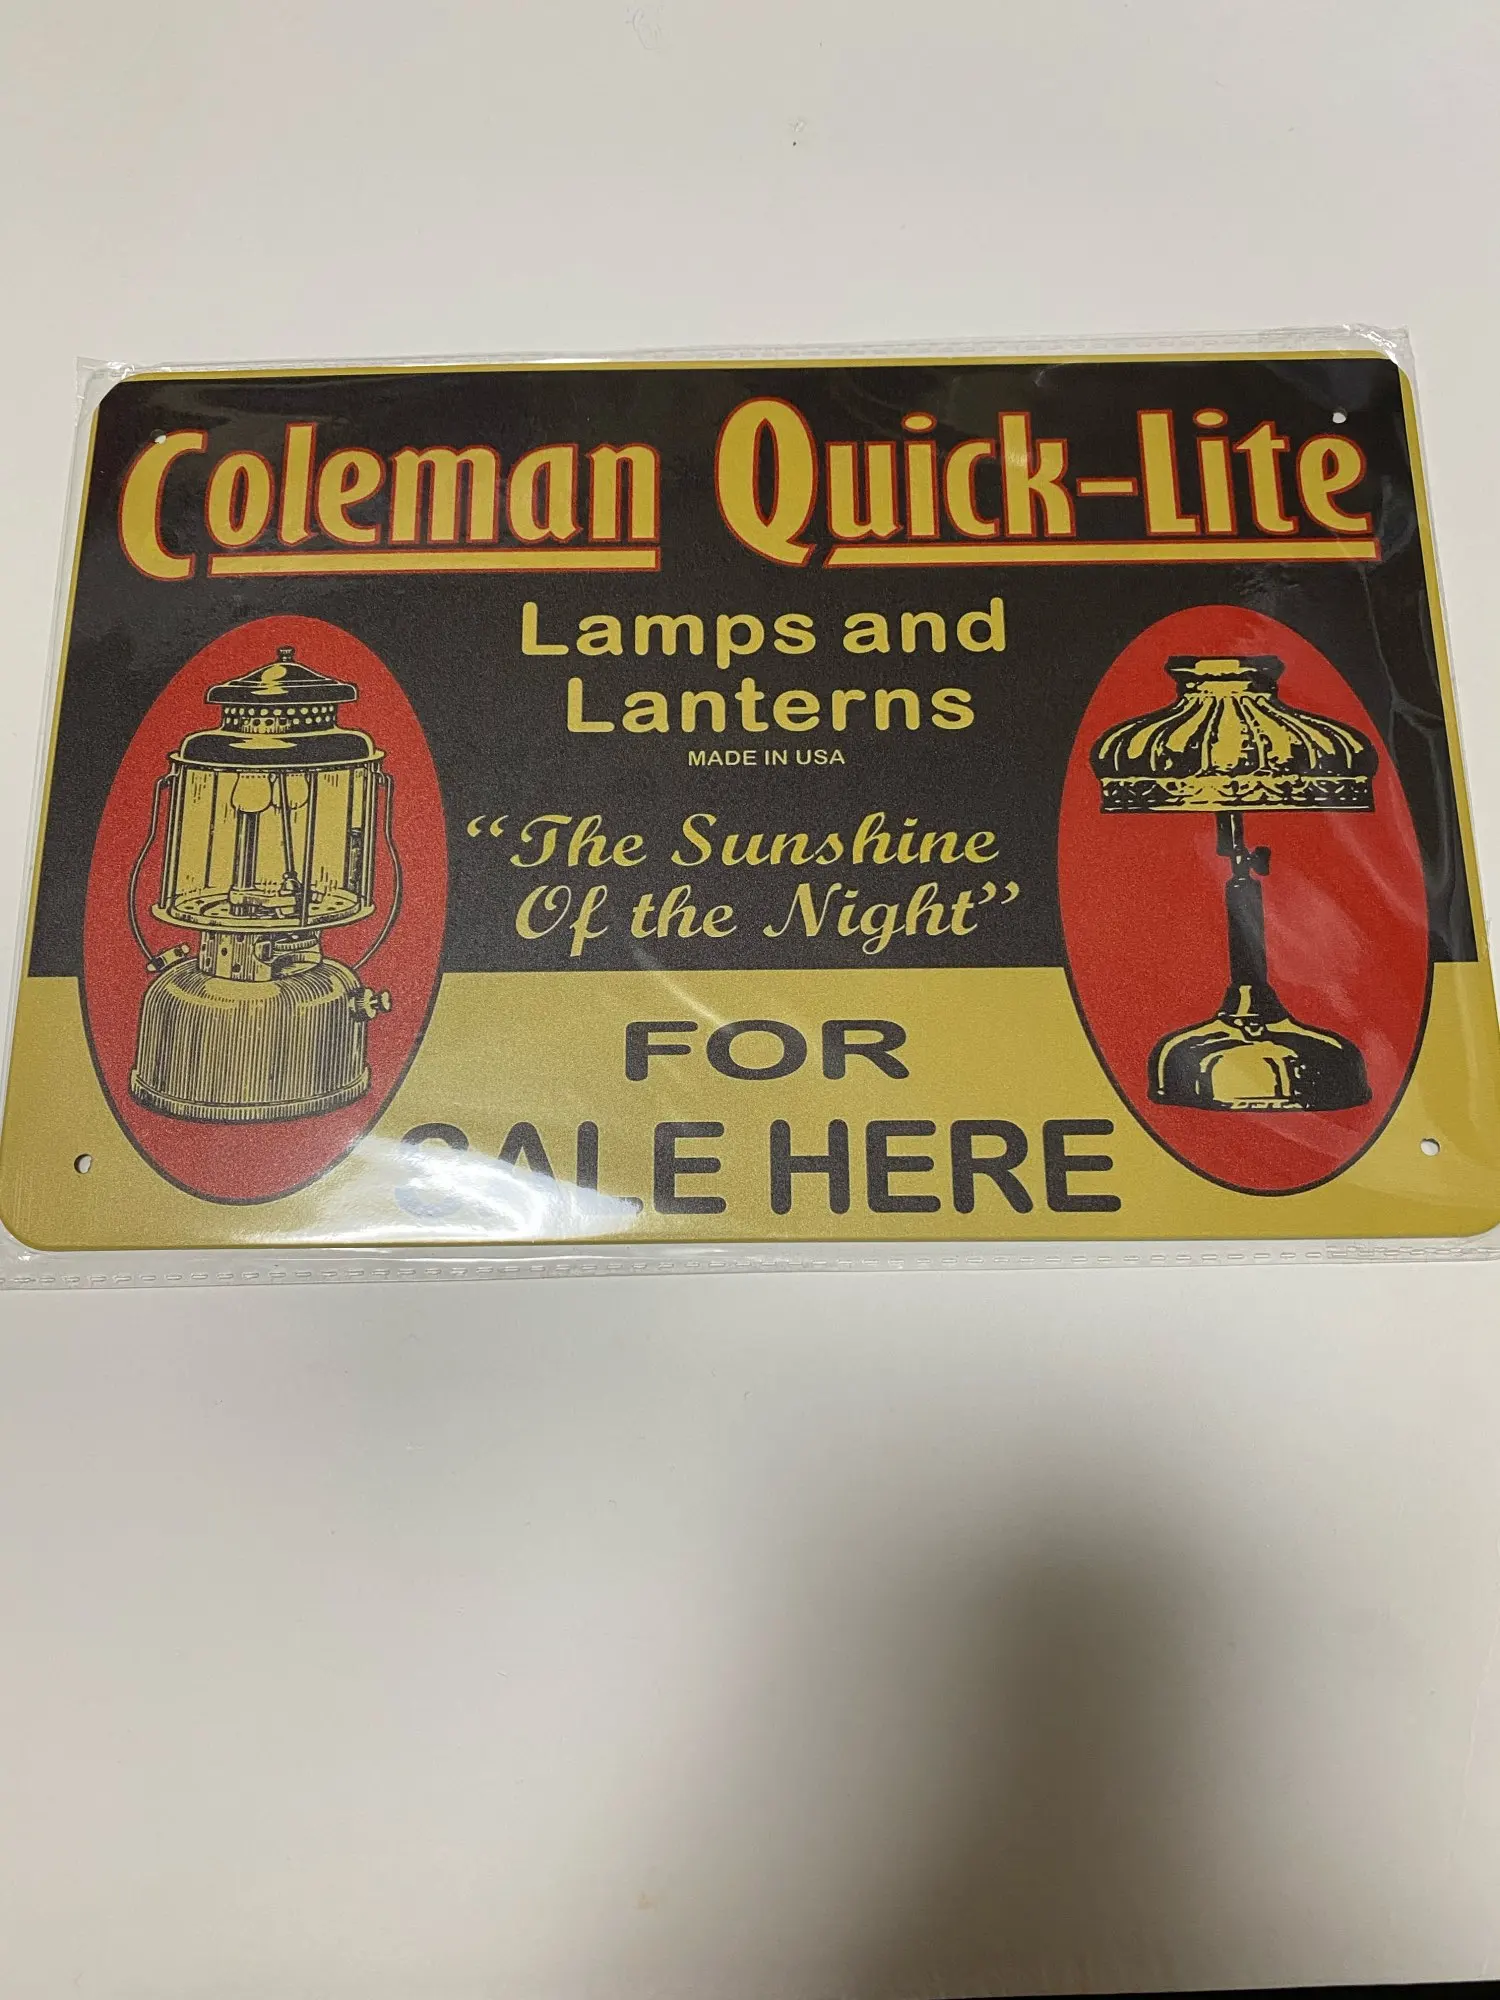 Coleman Quick-Lite
Lamps and
Lanterns
MADE IN USA
“The Sunshine
Of the Night”
FOR
SALE HERE